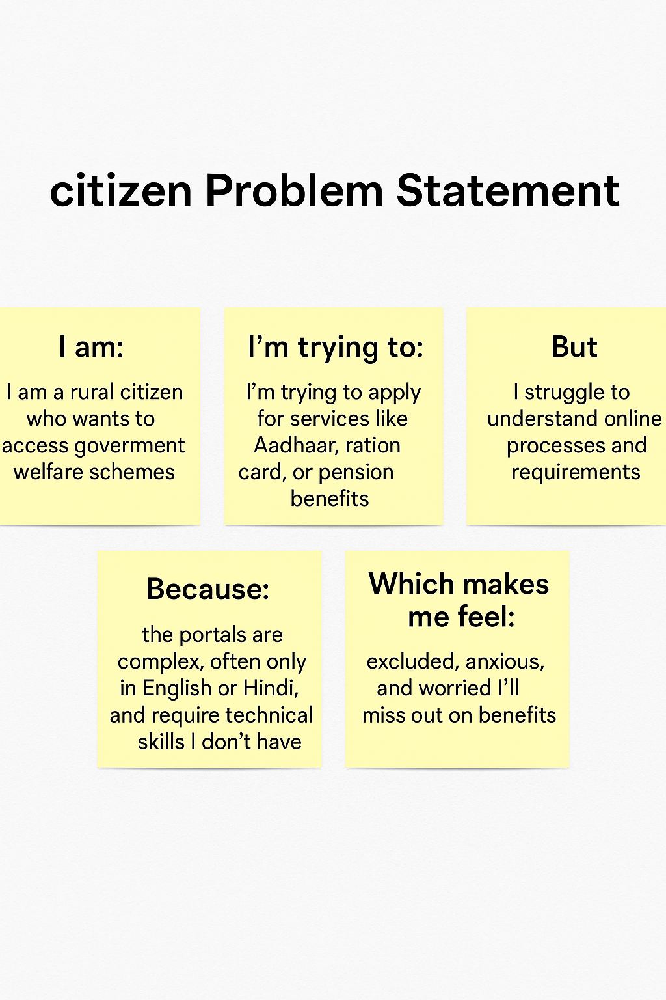 citizen Problem Statement
I am:
I am a rural citizen
who wants to
access goverment
welfare schemes
I’m trying to:
I’m trying to apply
for services like
Aadhaar, ration
card, or pension
benefits
But
I struggle to
understand online
processes and
requirements
Because:
the portals are
complex, often only
in English or Hindi,
and require technical
skills I don’t have
Which makes
me feel:
excluded, anxious,
and worried I’ll
miss out on benefits